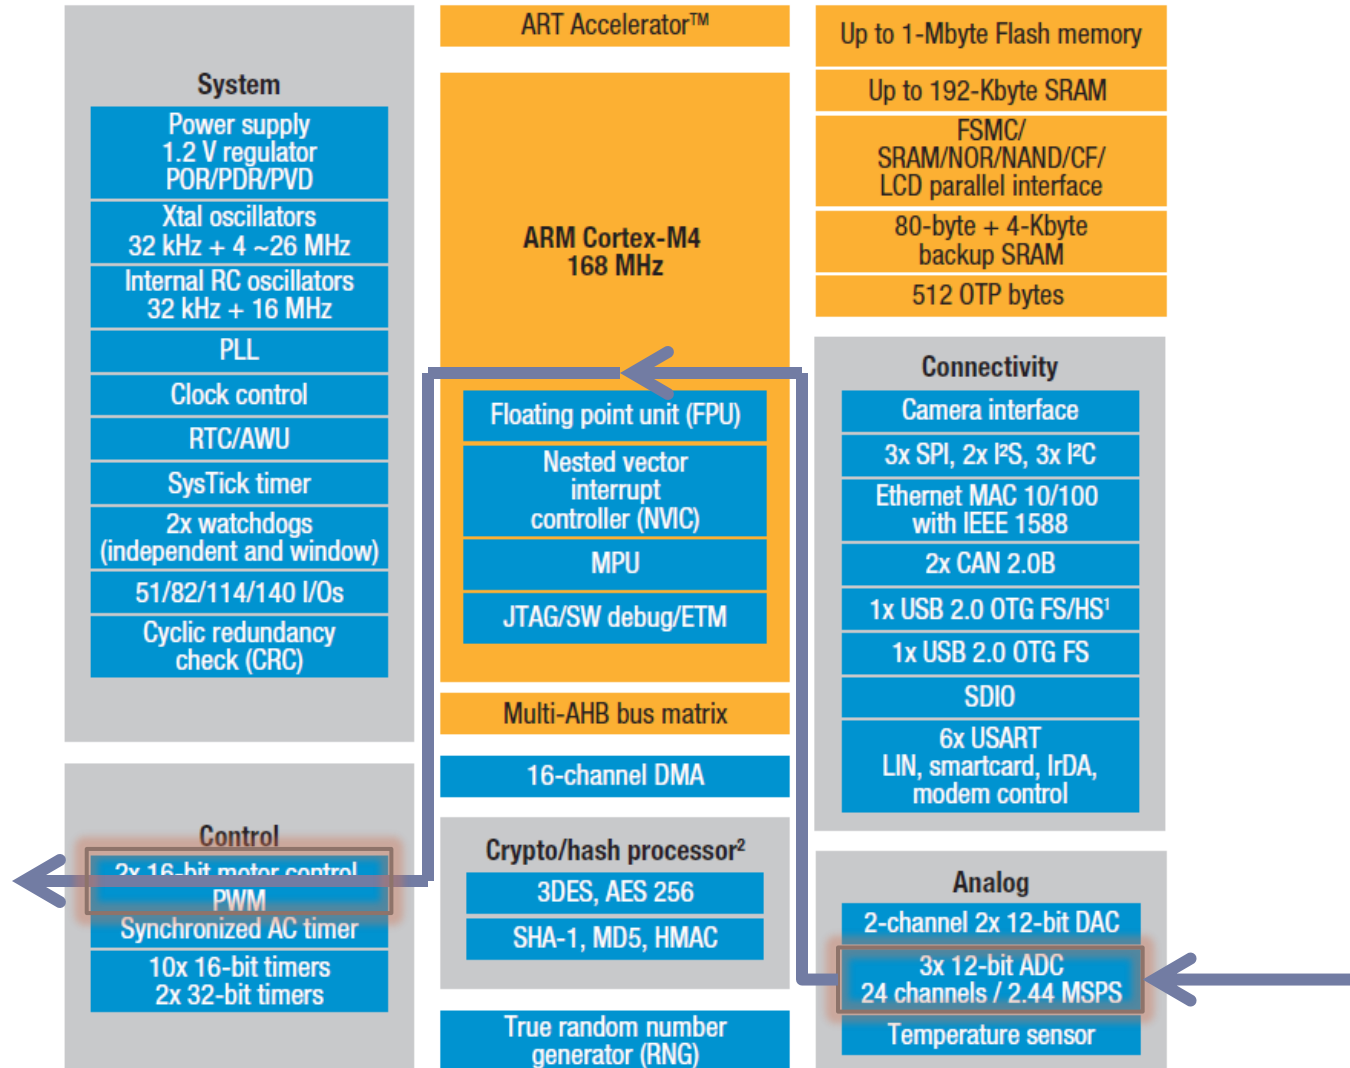 System
Power supply
1.2 V regulator
POR/PDR/PVD
Xtal oscillators
32 kHz + 4 ~26 MHz
Internal RC oscillators
32 kHz + 16 MHz
PLL
Clock control
RTC/AWU
SysTick timer
2x watchdogs
(independent and window)
51/82/114/140 I/Os
Cyclic redundancy
check (CRC)
Control
2x 16-bit motor control
PWM
Synchronized AC timer
10x 16-bit timers
2x 32-bit timers
ART Accelerator™
ARM Cortex-M4
168 MHz
Floating point unit (FPU)
Nested vector
interrupt
controller (NVIC)
MPU
JTAG/SW debug/ETM
Multi-AHB bus matrix
16-channel DMA
Crypto/hash processor²
3DES, AES 256
SHA-1, MD5, HMAC
True random number
generator (RNG)
Up to 1-Mbyte Flash memory
Up to 192-Kbyte SRAM
FSMC/
SRAM/NOR/NAND/CF/
LCD parallel interface
80-byte + 4-Kbyte
backup SRAM
512 OTP bytes
Connectivity
Camera interface
3x SPI, 2x I²S, 3x I²C
Ethernet MAC 10/100
with IEEE 1588
2x CAN 2.0B
1x USB 2.0 OTG FS/HS¹
1x USB 2.0 OTG FS
SDIO
6x USART
LIN, smartcard, IrDA,
modem control
Analog
2-channel 2x 12-bit DAC
3x 12-bit ADC
24 channels / 2.44 MSPS
Temperature sensor